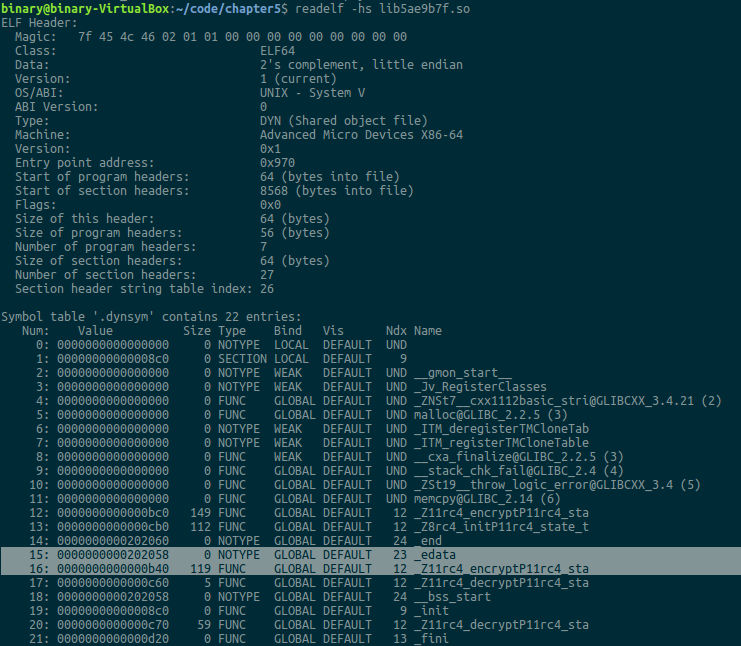 binary@binary-VirtualBox:~/code/chapter5$ readelf -hs lib5ae9b7f.so
ELF Header:
  Magic:   7f 45 4c 46 02 01 01 00 00 00 00 00 00 00 00 00
  Class:                             ELF64
  Data:                              2's complement, little endian
  Version:                           1 (current)
  OS/ABI:                            UNIX - System V
  ABI Version:                       0
  Type:                              DYN (Shared object file)
  Machine:                           Advanced Micro Devices X86-64
  Version:                           0x1
  Entry point address:               0x970
  Start of program headers:          64 (bytes into file)
  Start of section headers:          8568 (bytes into file)
  Flags:                             0x0
  Size of this header:               64 (bytes)
  Size of program headers:           56 (bytes)
  Number of program headers:         7
  Size of section headers:           64 (bytes)
  Number of section headers:         27
  Section header string table index: 26
Symbol table '.dynsym' contains 22 entries:
   Num:    Value          Size Type    Bind   Vis      Ndx Name
     0: 0000000000000000     0 NOTYPE  LOCAL  DEFAULT  UND
     1: 00000000000008c0     0 SECTION LOCAL  DEFAULT    9
     2: 0000000000000000     0 NOTYPE  WEAK   DEFAULT  UND __gmon_start__
     3: 0000000000000000     0 NOTYPE  WEAK   DEFAULT  UND _Jv_RegisterClasses
     4: 0000000000000000     0 FUNC    GLOBAL DEFAULT  UND _ZNSt7__cxx1112basic_stri@GLIBCXX_3.4.21 (2)
     5: 0000000000000000     0 FUNC    GLOBAL DEFAULT  UND malloc@GLIBC_2.2.5 (3)
     6: 0000000000000000     0 NOTYPE  WEAK   DEFAULT  UND _ITM_deregisterTMCloneTab
     7: 0000000000000000     0 NOTYPE  WEAK   DEFAULT  UND _ITM_registerTMCloneTable
     8: 0000000000000000     0 FUNC    WEAK   DEFAULT  UND __cxa_finalize@GLIBC_2.2.5 (3)
     9: 0000000000000000     0 FUNC    GLOBAL DEFAULT  UND __stack_chk_fail@GLIBC_2.4 (4)
    10: 0000000000000000     0 FUNC    GLOBAL DEFAULT  UND _ZSt19__throw_logic_error@GLIBCXX_3.4 (5)
    11: 0000000000000000     0 FUNC    GLOBAL DEFAULT  UND memcpy@GLIBC_2.14 (6)
    12: 0000000000000bc0   149 FUNC    GLOBAL DEFAULT   12 _Z11rc4_encryptP11rc4_sta
    13: 0000000000000cb0   112 FUNC    GLOBAL DEFAULT   12 _Z8rc4_initP11rc4_state_t
    14: 0000000000202060     0 NOTYPE  GLOBAL DEFAULT   24 _end
    15: 0000000000202058     0 NOTYPE  GLOBAL DEFAULT   23 _edata
    16: 0000000000000b40   119 FUNC    GLOBAL DEFAULT   12 _Z11rc4_encryptP11rc4_sta
    17: 0000000000000c60     5 FUNC    GLOBAL DEFAULT   12 _Z11rc4_decryptP11rc4_sta
    18: 0000000000202058     0 NOTYPE  GLOBAL DEFAULT   24 __bss_start
    19: 00000000000008c0     0 FUNC    GLOBAL DEFAULT    9 _init
    20: 0000000000000c70    59 FUNC    GLOBAL DEFAULT   12 _Z11rc4_decryptP11rc4_sta
    21: 0000000000000d20     0 FUNC    GLOBAL DEFAULT   13 _fini